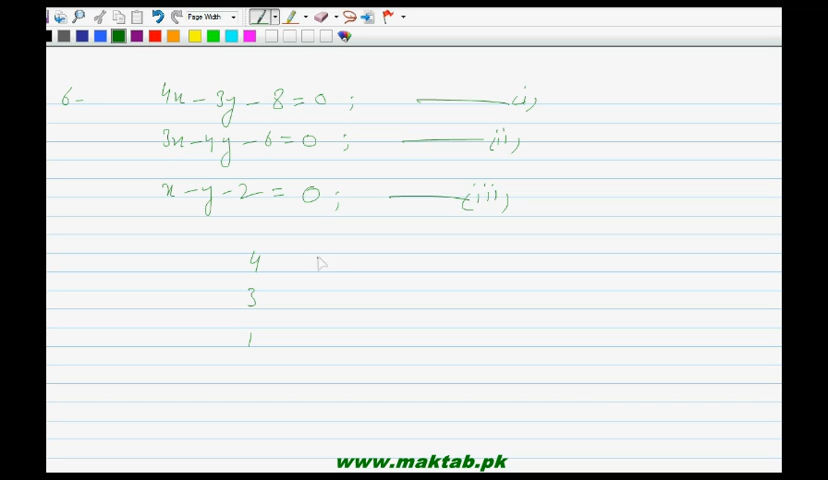 Page Width
6- 4x - 3y - 8 = 0 ; (i)
3x - 4y - 6 = 0 ; (ii)
x - y - 2 = 0 ; (iii)
4
3
1
www.maktab.pk